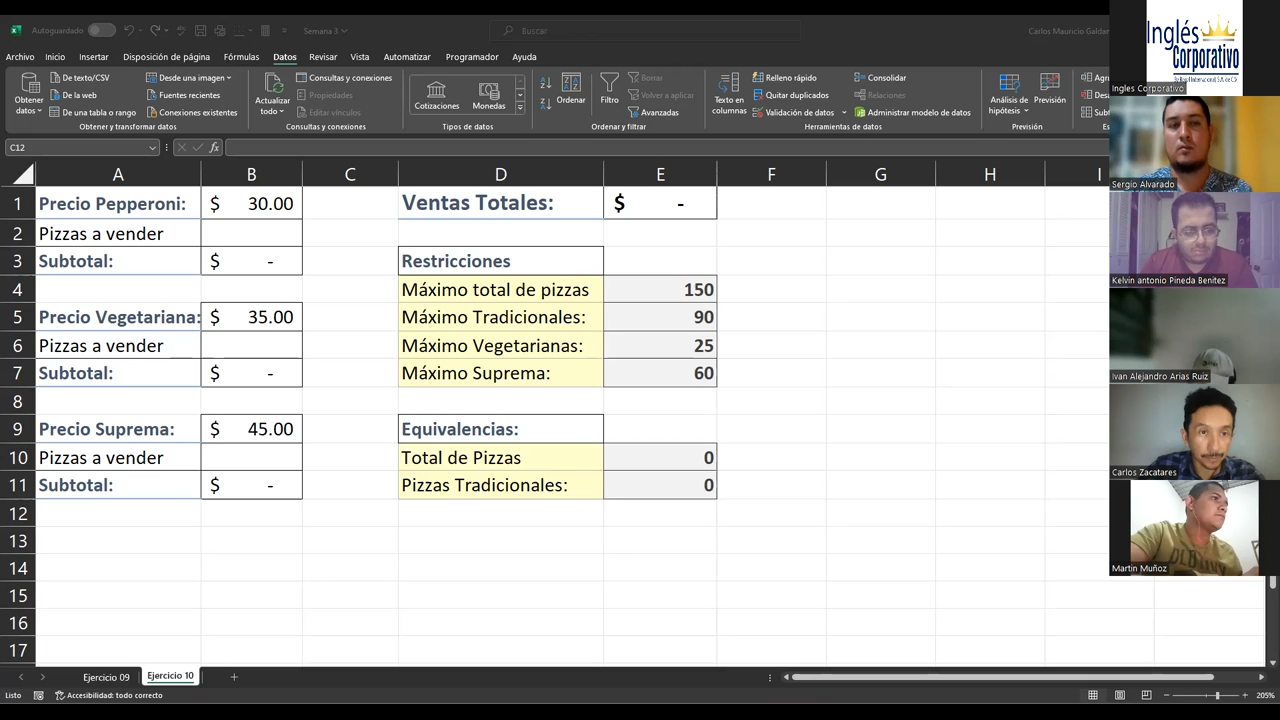 Autoguardado
Semana 3
Buscar
Carlos Mauricio Galdar
Archivo Inicio Insertar Disposición de página Fórmulas Datos Revisar Vista Automatizar Programador Ayuda
Obtener datos
De texto/CSV
De la web
De una tabla o rango
Desde una imagen
Fuentes recientes
Conexiones existentes
Obtener y transformar datos
Actualizar todo
Consultas y conexiones
Propiedades
Editar vínculos
Consultas y conexiones
Cotizaciones
Monedas
Tipos de datos
Ordenar
Filtro
Borrar
Volver a aplicar
Avanzadas
Ordenar y filtrar
Texto en columnas
Relleno rápido
Quitar duplicados
Validación de datos
Consolidar
Relaciones
Administrar modelo de datos
Herramientas de datos
Análisis de hipótesis
Previsión
Previsión
C12
fx
A B C D E F G H I
1 Precio Pepperoni: $ 30.00 Ventas Totales: $ -
2 Pizzas a vender
3 Subtotal: $ - Restricciones
4 Máximo total de pizzas 150
5 Precio Vegetariana: $ 35.00 Máximo Tradicionales: 90
6 Pizzas a vender Máximo Vegetarianas: 25
7 Subtotal: $ - Máximo Suprema: 60
8
9 Precio Suprema: $ 45.00 Equivalencias:
10 Pizzas a vender Total de Pizzas 0
11 Subtotal: $ - Pizzas Tradicionales: 0
12
13
14
15
16
17
Ejercicio 09 Ejercicio 10
Listo Accesibilidad: todo correcto 205%
Inglés
Corporativo
Ingles Corporativo
Sergio Alvarado
Kelvin antonio Pineda Benitez
Ivan Alejandro Arias Ruiz
Carlos Zacatares
Martin Muñoz